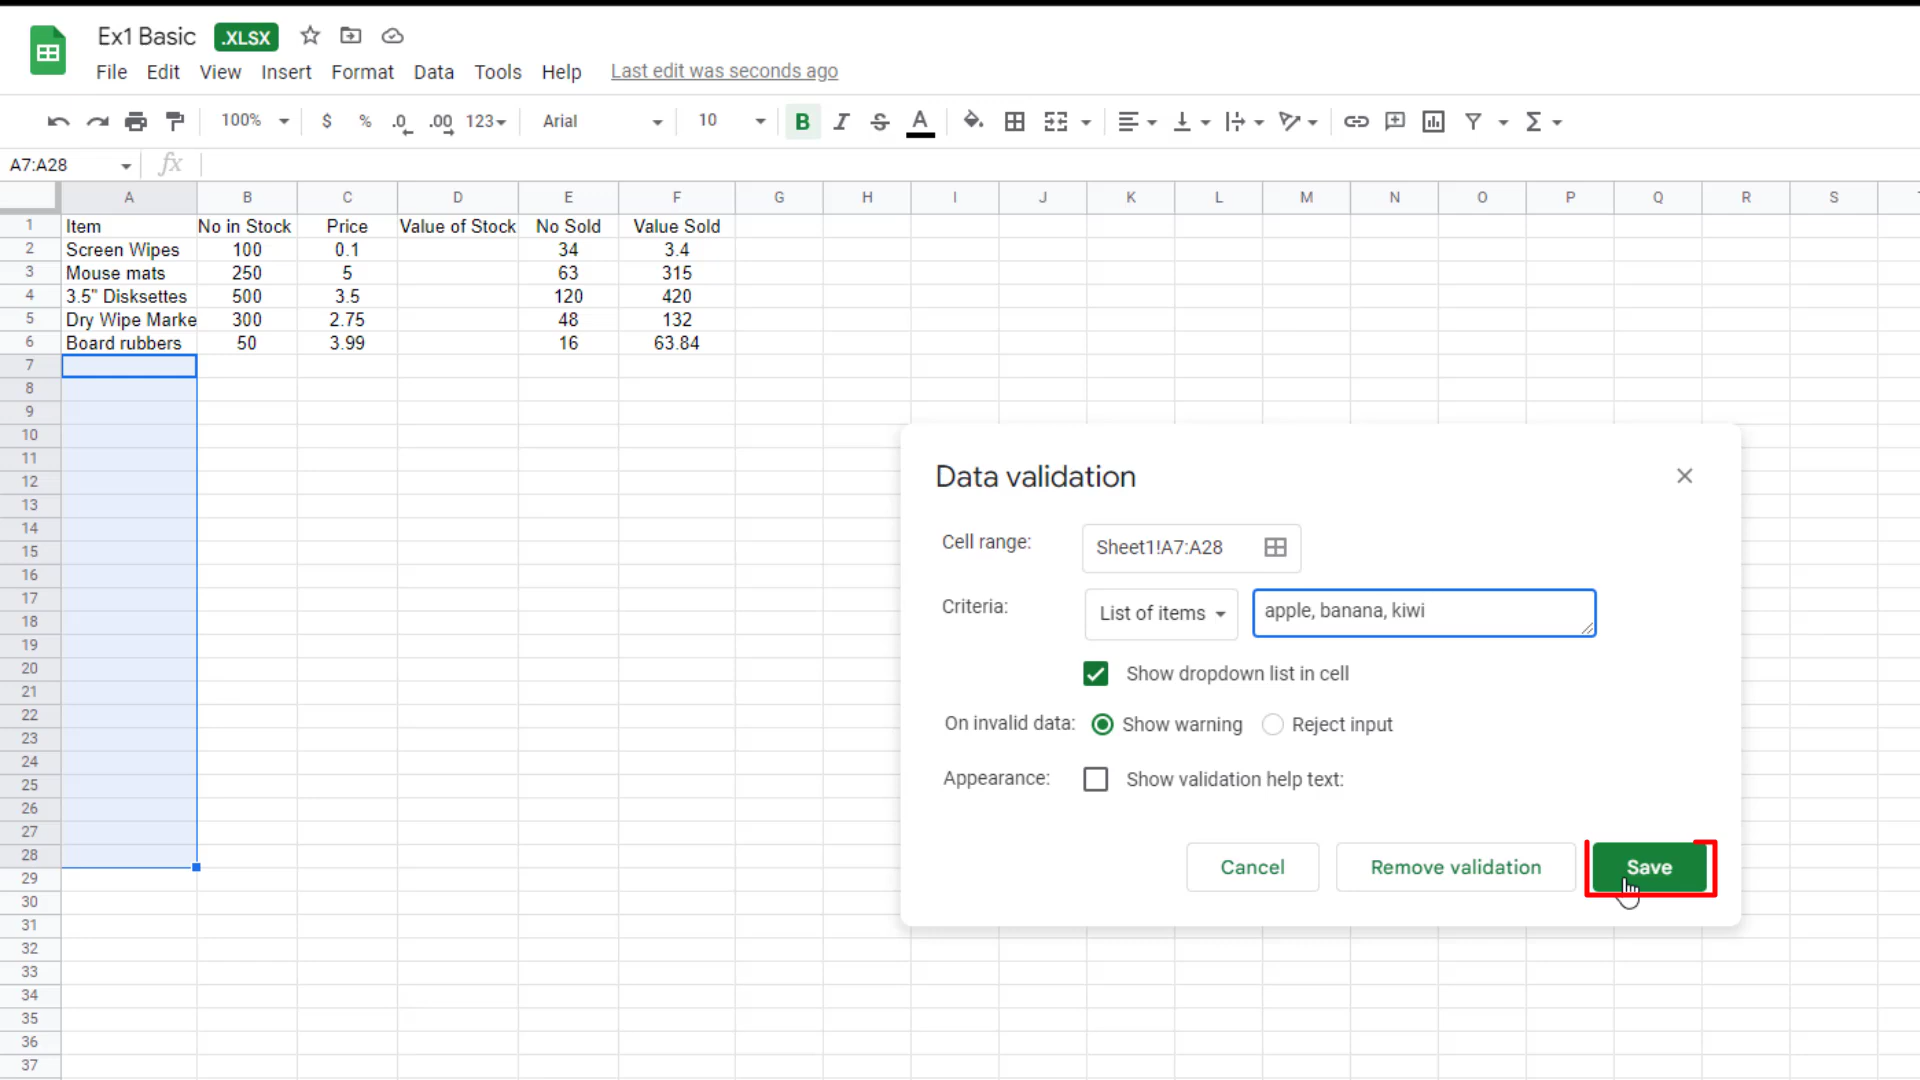 Ex1 Basic .XLSX
File Edit View Insert Format Data Tools Help Last edit was seconds ago
100% $ % .0 .00 123 Arial 10 B I S A
A7:A28 fx
A B C D E F G H I J K L M N O P Q R S
1 Item No in Stock Price Value of Stock No Sold Value Sold
2 Screen Wipes 100 0.1 34 3.4
3 Mouse mats 250 5 63 315
4 3.5" Disksettes 500 3.5 120 420
5 Dry Wipe Marke 300 2.75 48 132
6 Board rubbers 50 3.99 16 63.84
7
8
9
10
11
12
13
14
15
16
17
18
19
20
21
22
23
24
25
26
27
28
29
30
31
32
33
34
35
36
37
Data validation
Cell range: Sheet1!A7:A28
Criteria: List of items apple, banana, kiwi
Show dropdown list in cell
On invalid data: Show warning Reject input
Appearance: Show validation help text:
Cancel Remove validation Save